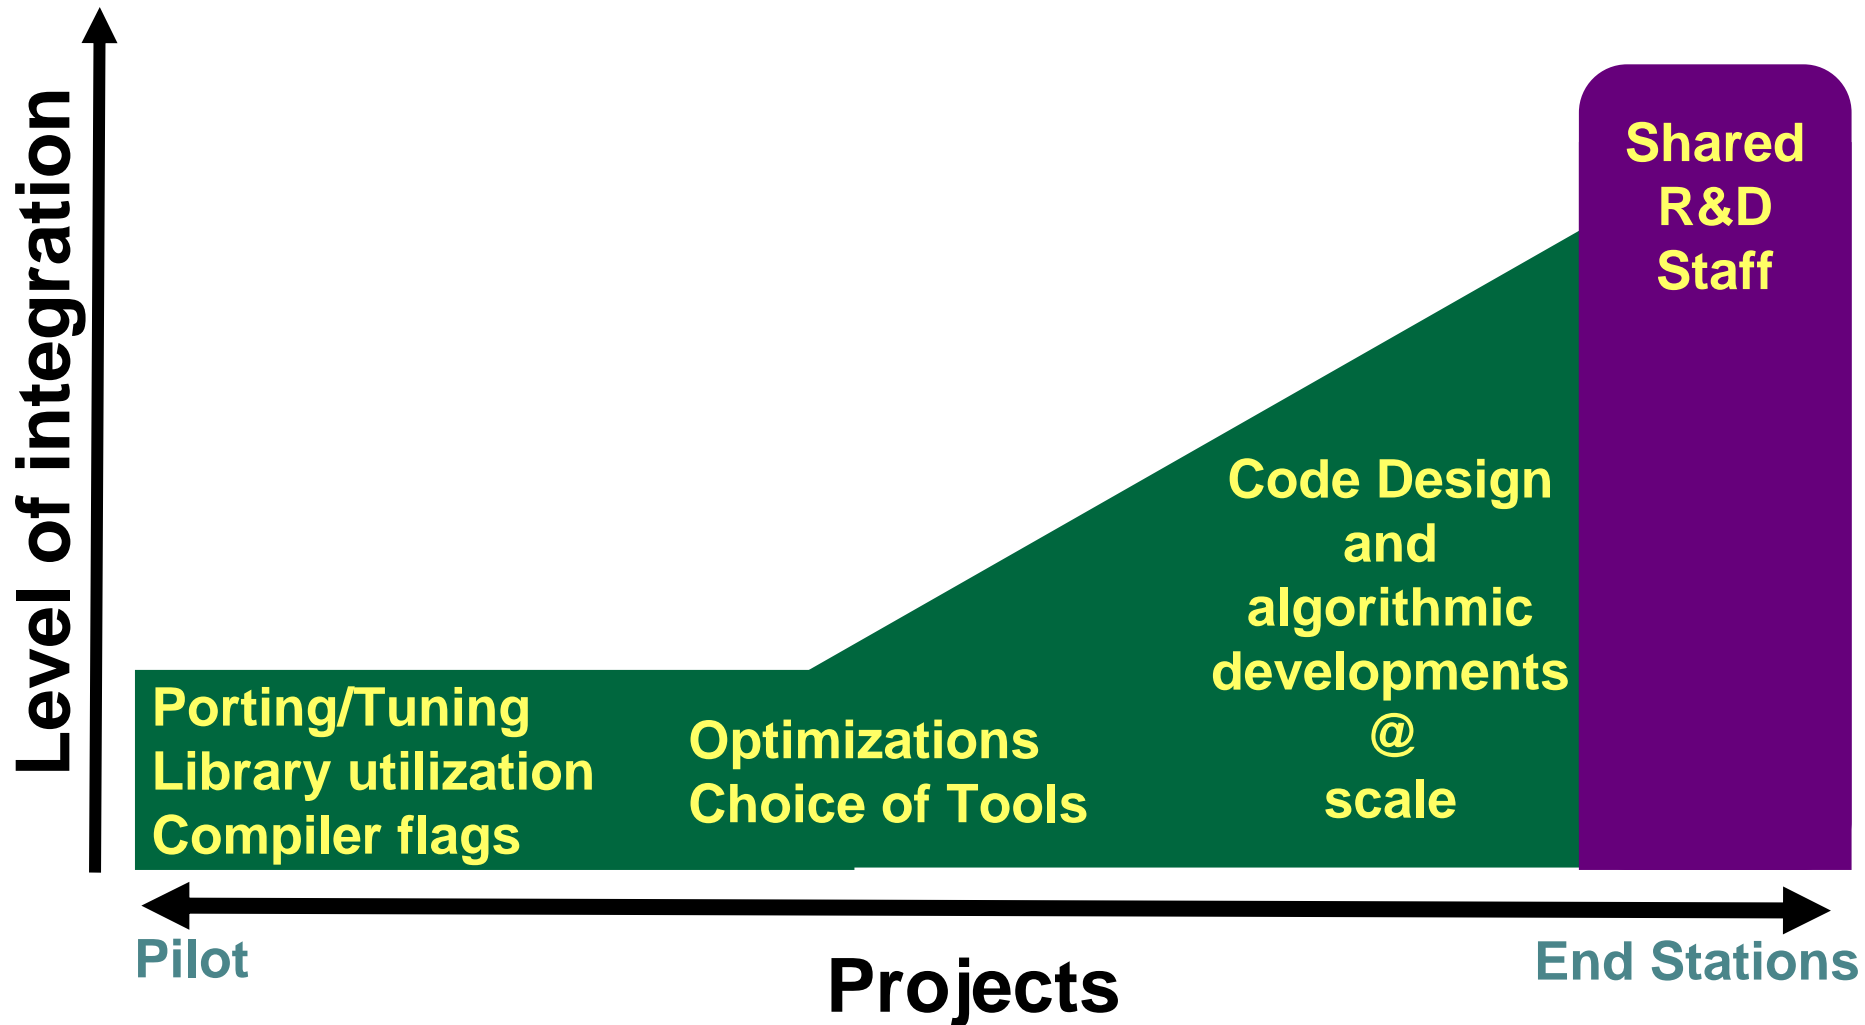 Level of integration
Shared
R&D
Staff
Code Design
and
algorithmic
developments
@
scale
Porting/Tuning
Library utilization
Compiler flags
Optimizations
Choice of Tools
Pilot
Projects
End Stations